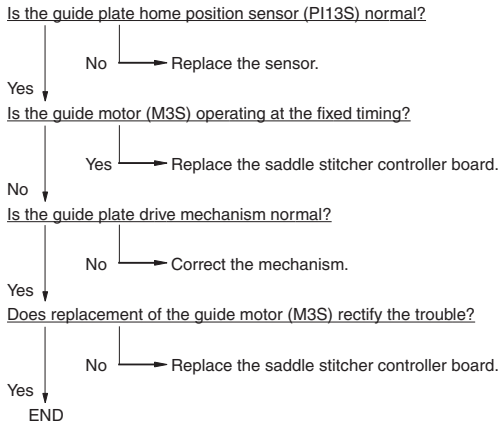 Is the guide plate home position sensor (PI13S) normal?
No Replace the sensor.
Yes
Is the guide motor (M3S) operating at the fixed timing?
Yes Replace the saddle stitcher controller board.
No
Is the guide plate drive mechanism normal?
No Correct the mechanism.
Yes
Does replacement of the guide motor (M3S) rectify the trouble?
No Replace the saddle stitcher controller board.
Yes
END